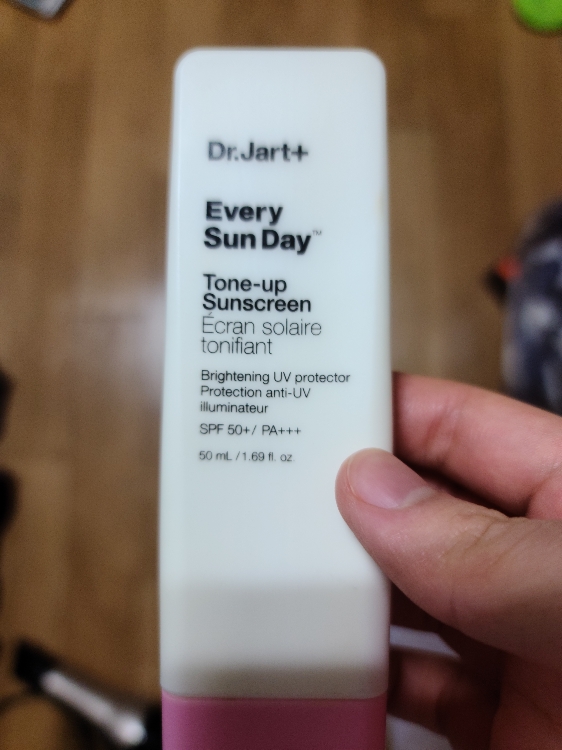 Dr.Jart+
Every
Sun Day™
Tone-up
Sunscreen
Écran solaire
tonifiant
Brightening UV protector
Protection anti-UV
illuminateur
SPF 50+/ PA+++
50 mL / 1.69 fl. oz